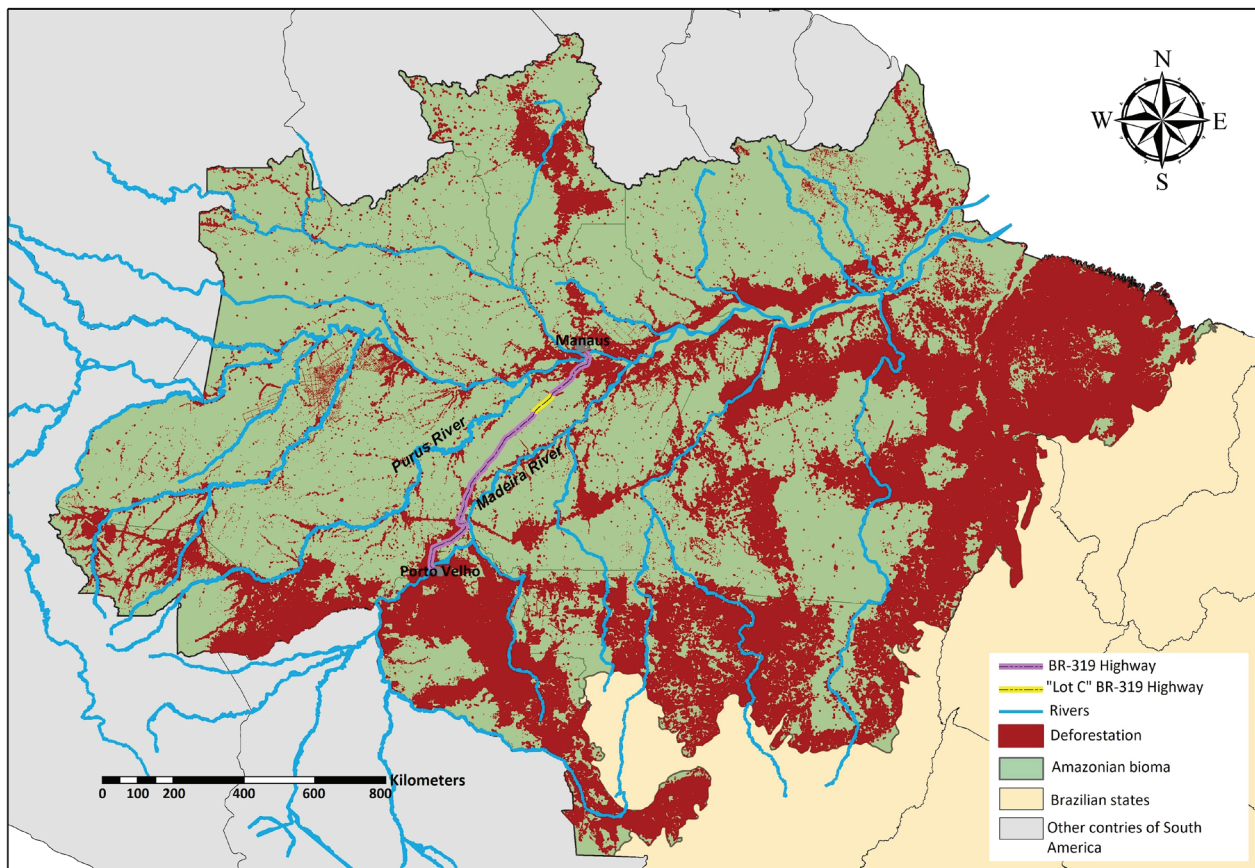 N
W
E
S
Manaus
Purus River
Madeira River
Porto Velho
BR-319 Highway
"Lot C" BR-319 Highway
Rivers
Deforestation
Amazonian bioma
Brazilian states
Other contries of South
America
Kilometers
0 100 200 400 600 800